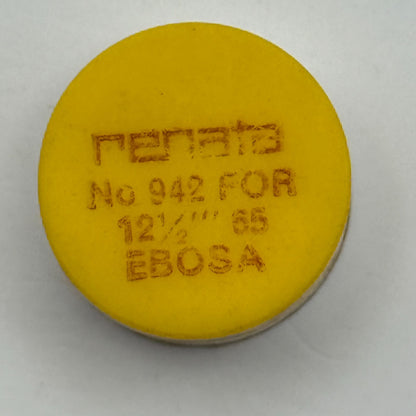 renata
No 942 FOR
12½''' 65
EBOSA